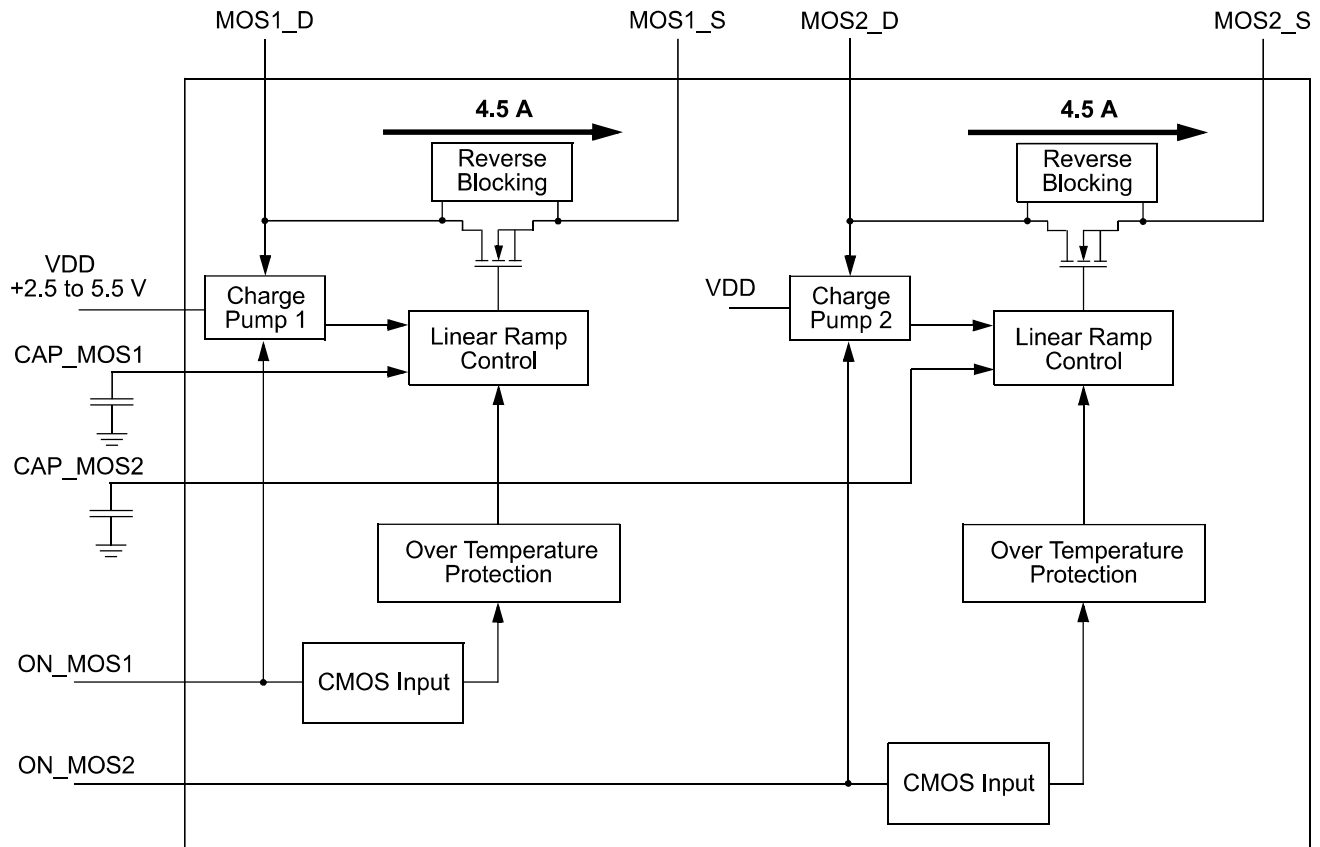 MOS1_D
MOS1_S
MOS2_D
MOS2_S
4.5 A
4.5 A
Reverse
Blocking
Reverse
Blocking
VDD
+2.5 to 5.5 V
Charge
Pump 1
VDD
Charge
Pump 2
Linear Ramp
Control
Linear Ramp
Control
CAP_MOS1
CAP_MOS2
Over Temperature
Protection
Over Temperature
Protection
ON_MOS1
CMOS Input
ON_MOS2
CMOS Input